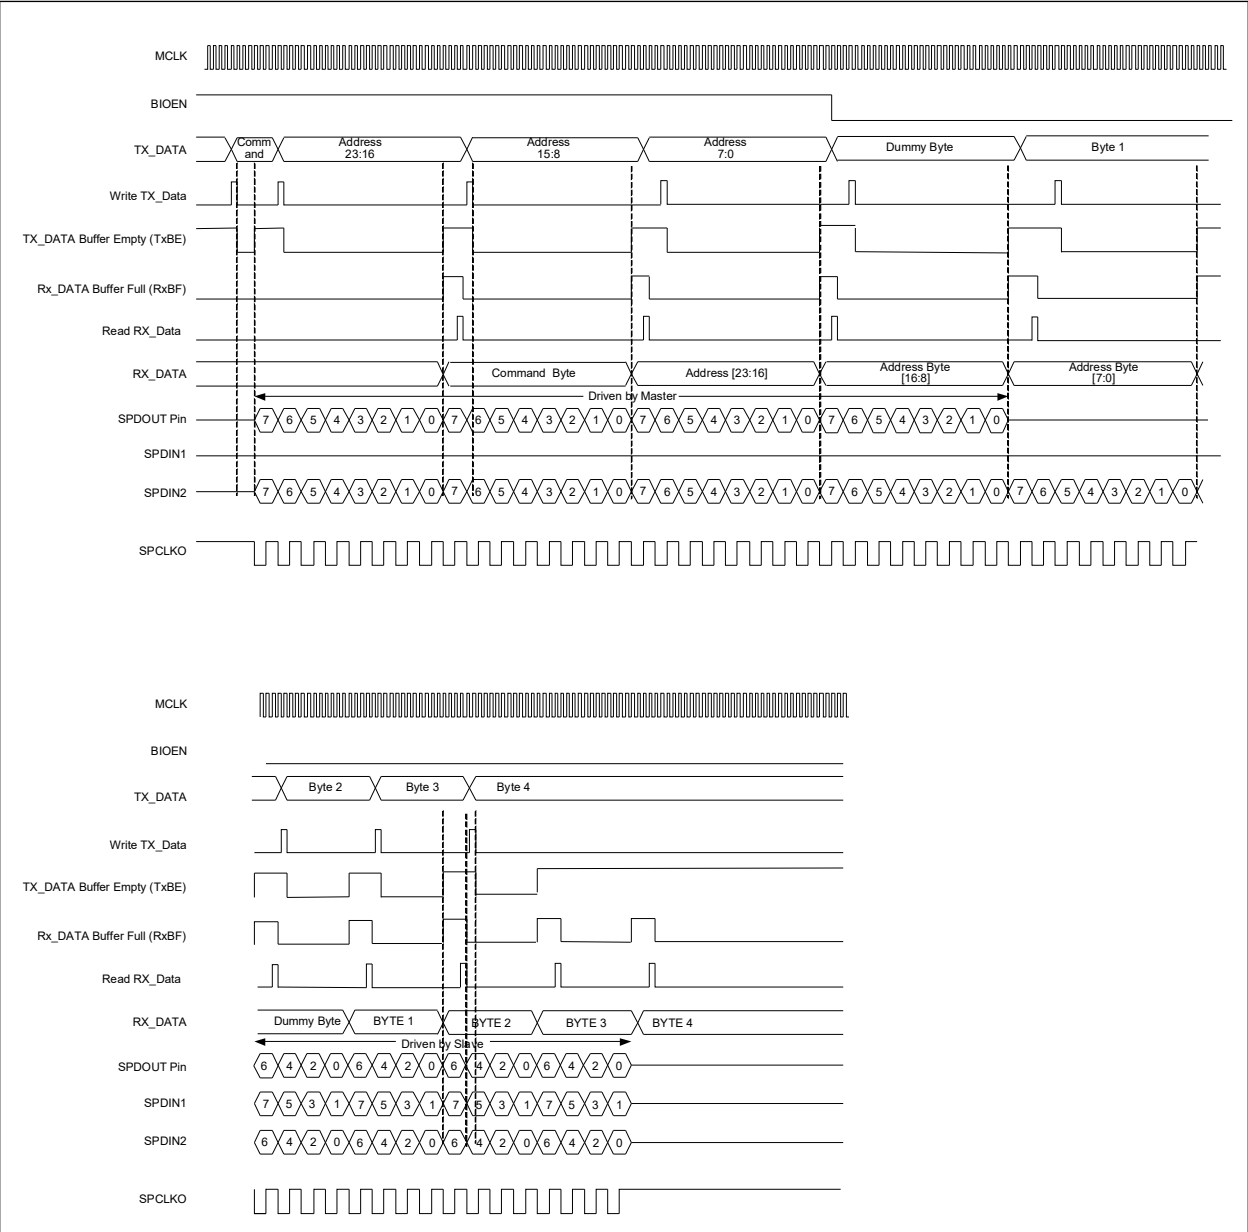 MCLK
BIOEN
TX_DATA
Comm
and
Address
23:16
Address
15:8
Address
7:0
Dummy Byte
Byte 1
Write TX_Data
TX_DATA Buffer Empty (TxBE)
Rx_DATA Buffer Full (RxBF)
Read RX_Data
RX_DATA
Command Byte
Address [23:16]
Address Byte
[16:8]
Address Byte
[7:0]
Driven by Master
SPDOUT Pin
7 6 5 4 3 2 1 0 7 6 5 4 3 2 1 0 7 6 5 4 3 2 1 0 7 6 5 4 3 2 1 0
SPDIN1
SPDIN2
7 6 5 4 3 2 1 0 7 6 5 4 3 2 1 0 7 6 5 4 3 2 1 0 7 6 5 4 3 2 1 0 7 6 5 4 3 2 1 0
SPCLKO
MCLK
BIOEN
TX_DATA
Byte 2
Byte 3
Byte 4
Write TX_Data
TX_DATA Buffer Empty (TxBE)
Rx_DATA Buffer Full (RxBF)
Read RX_Data
RX_DATA
Dummy Byte
BYTE 1
BYTE 2
BYTE 3
BYTE 4
Driven by Slave
SPDOUT Pin
6 4 2 0 6 4 2 0 6 4 2 0 6 4 2 0
SPDIN1
7 5 3 1 7 5 3 1 7 5 3 1 7 5 3 1
SPDIN2
6 4 2 0 6 4 2 0 6 4 2 0 6 4 2 0
SPCLKO